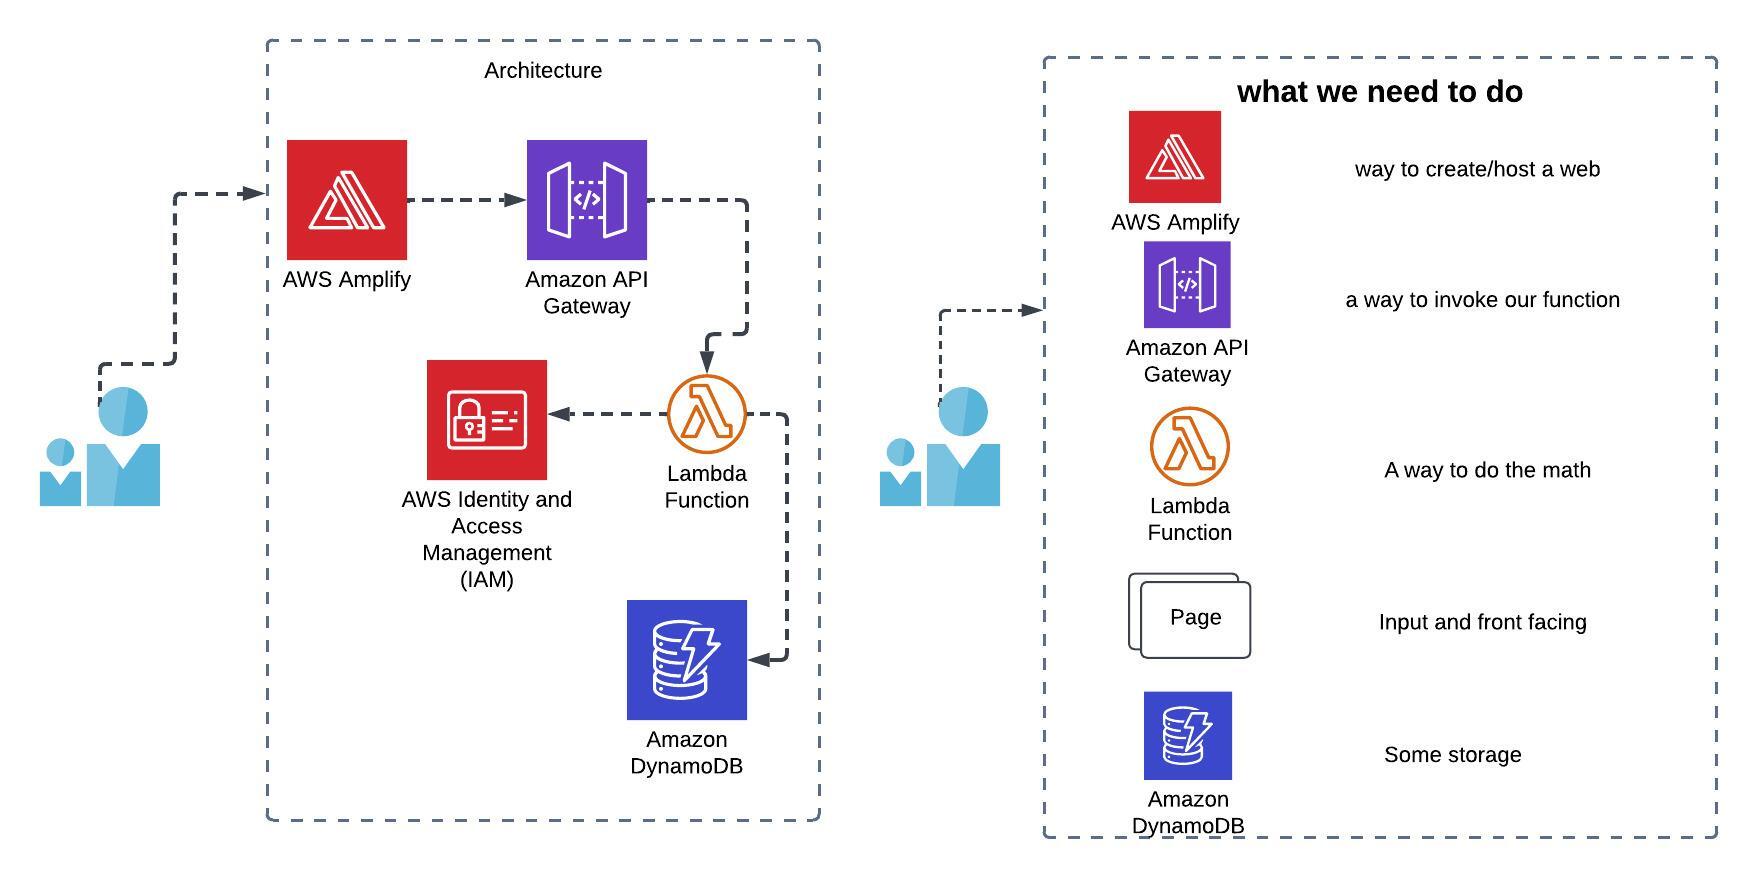 Architecture
AWS Amplify
Amazon API
Gateway
AWS Identity and
Access
Management
(IAM)
Lambda
Function
Amazon
DynamoDB
what we need to do
AWS Amplify
way to create/host a web
Amazon API
Gateway
a way to invoke our function
Lambda
Function
A way to do the math
Page
Input and front facing
Amazon
DynamoDB
Some storage